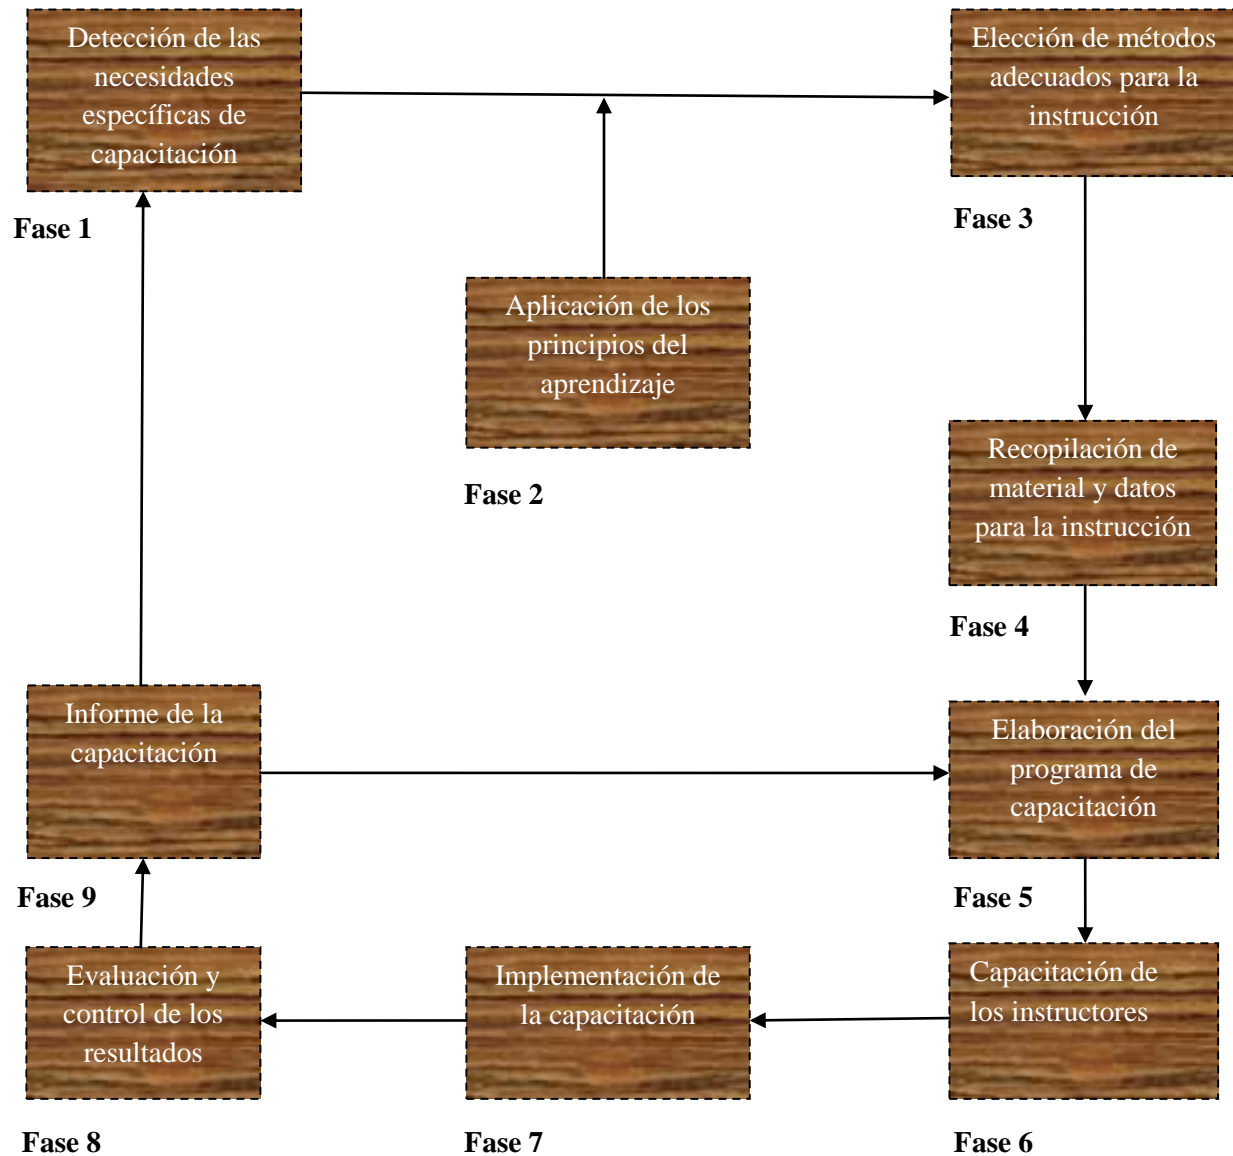 Detección de las
necesidades
específicas de
capacitación
Fase 1
Aplicación de los
principios del
aprendizaje
Fase 2
Elección de métodos
adecuados para la
instrucción
Fase 3
Recopilación de
material y datos
para la instrucción
Fase 4
Elaboración del
programa de
capacitación
Fase 5
Capacitación de
los instructores
Fase 6
Implementación de
la capacitación
Fase 7
Evaluación y
control de los
resultados
Fase 8
Informe de la
capacitación
Fase 9